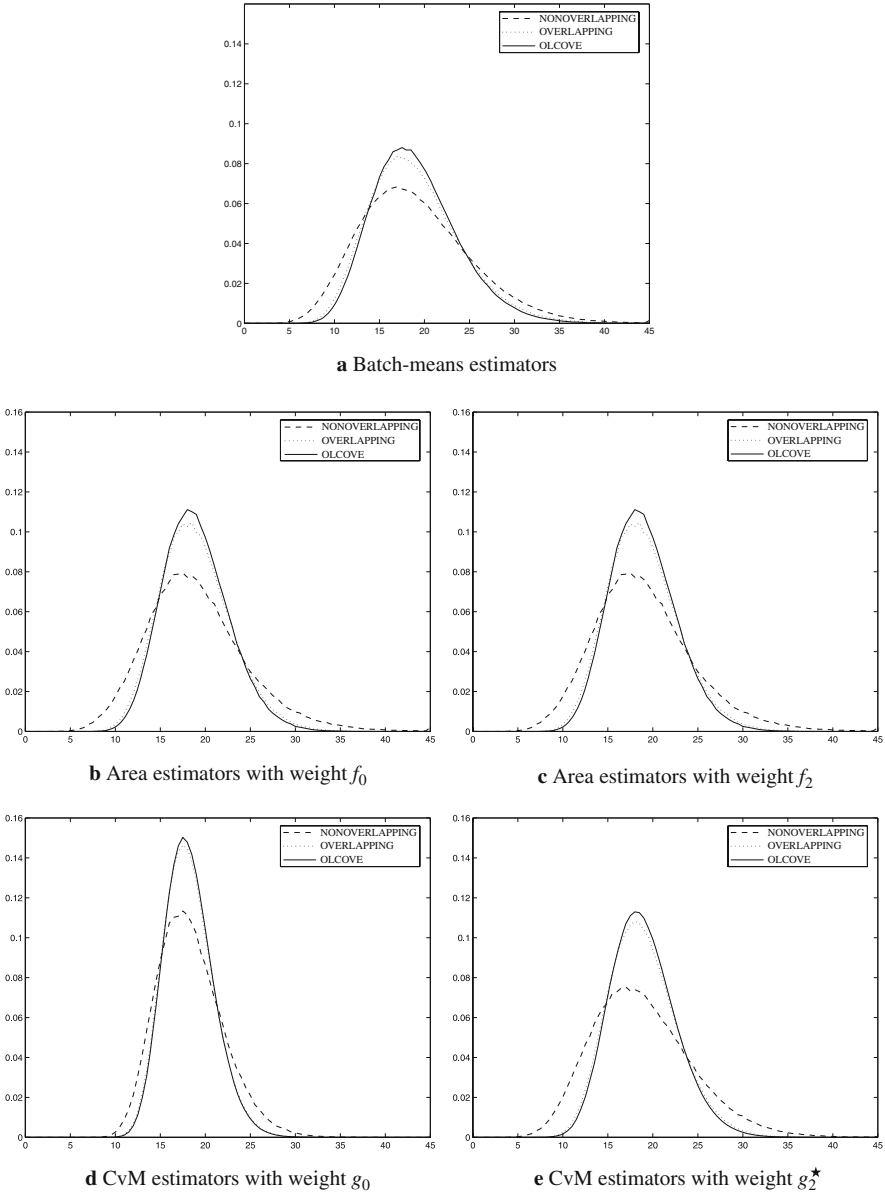 NONOVERLAPPING
OVERLAPPING
OLCOVE
0.14
0.12
0.1
0.08
0.06
0.04
0.02
0
0 5 10 15 20 25 30 35 40 45
a Batch-means estimators
0.16
0.14
0.12
0.1
0.08
0.06
0.04
0.02
0
NONOVERLAPPING
OVERLAPPING
OLCOVE
0 5 10 15 20 25 30 35 40 45
b Area estimators with weight f0
0.16
0.14
0.12
0.1
0.08
0.06
0.04
0.02
0
NONOVERLAPPING
OVERLAPPING
OLCOVE
0 5 10 15 20 25 30 35 40 45
c Area estimators with weight f2
0.16
0.14
0.12
0.1
0.08
0.06
0.04
0.02
0
NONOVERLAPPING
OVERLAPPING
OLCOVE
0 5 10 15 20 25 30 35 40 45
d CvM estimators with weight g0
0.16
0.14
0.12
0.1
0.08
0.06
0.04
0.02
0
NONOVERLAPPING
OVERLAPPING
OLCOVE
0 5 10 15 20 25 30 35 40 45
e CvM estimators with weight g2★